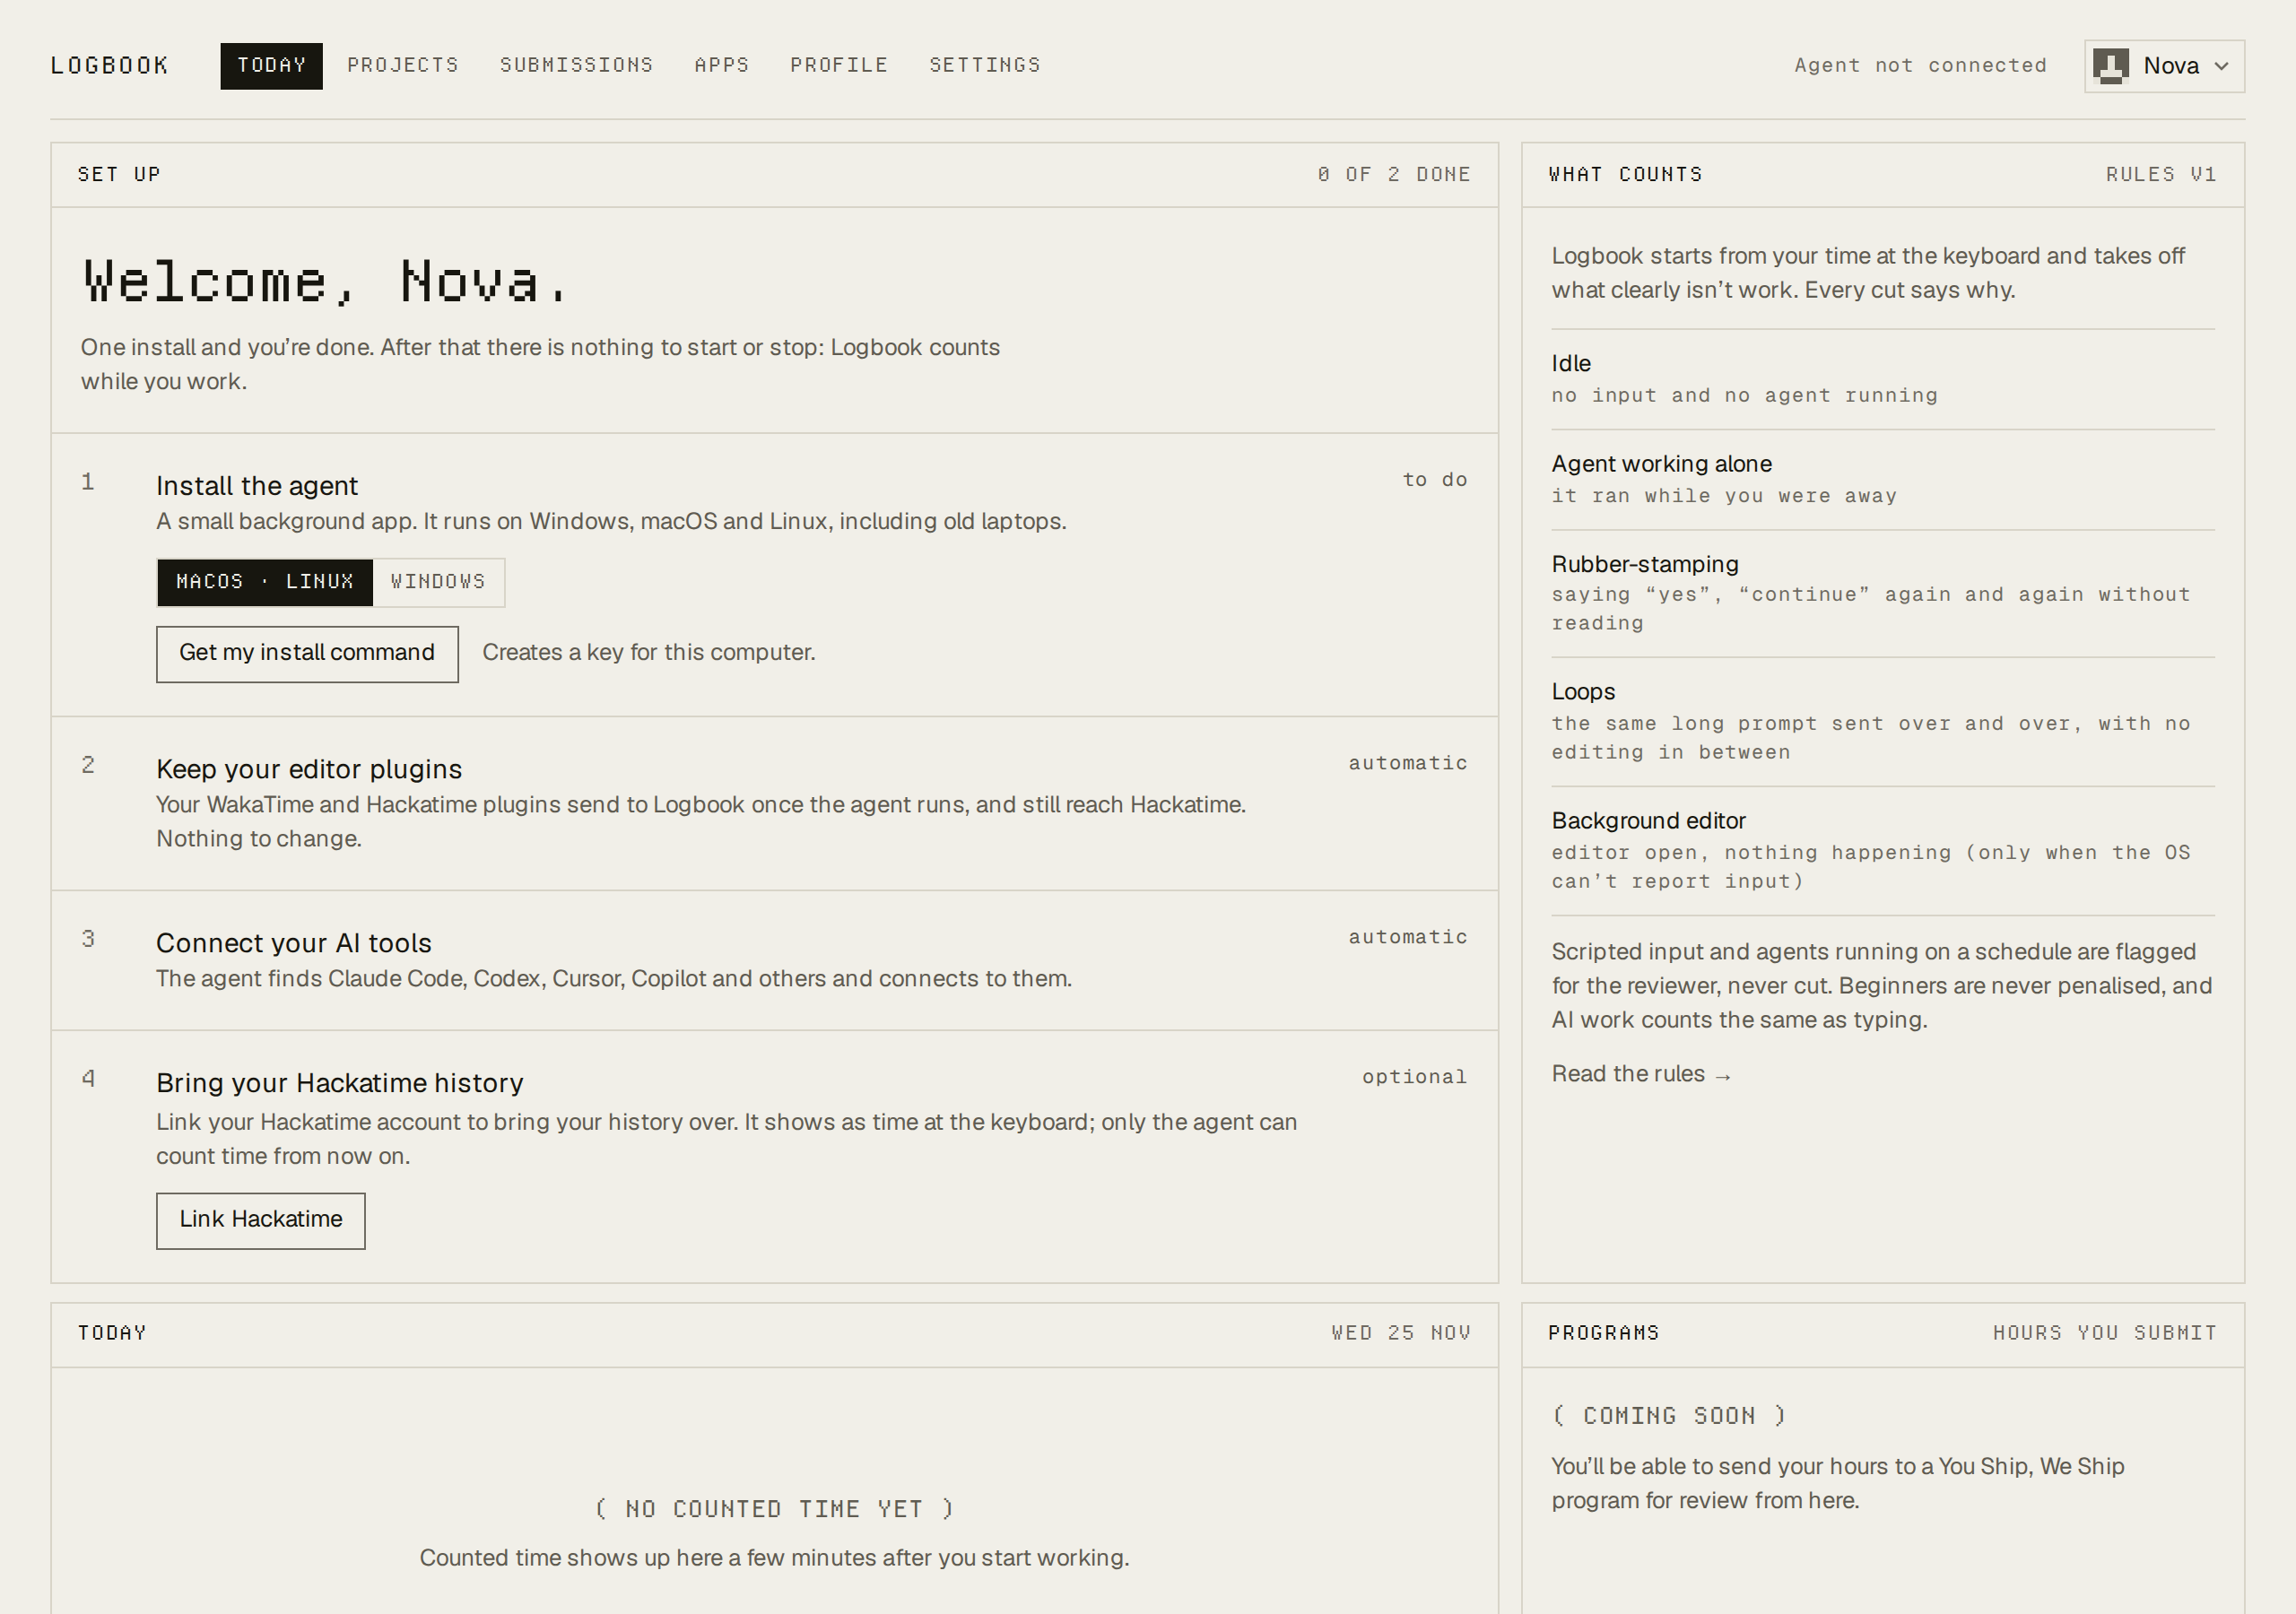 LOGBOOK
TODAY
PROJECTS
SUBMISSIONS
APPS
PROFILE
SETTINGS
Agent not connected
Nova
SET UP
0 OF 2 DONE
Welcome, Nova.
One install and you’re done. After that there is nothing to start or stop: Logbook counts
while you work.
1
Install the agent
to do
A small background app. It runs on Windows, macOS and Linux, including old laptops.
MACOS · LINUX
WINDOWS
Get my install command
Creates a key for this computer.
2
Keep your editor plugins
automatic
Your WakaTime and Hackatime plugins send to Logbook once the agent runs, and still reach Hackatime.
Nothing to change.
3
Connect your AI tools
automatic
The agent finds Claude Code, Codex, Cursor, Copilot and others and connects to them.
4
Bring your Hackatime history
optional
Link your Hackatime account to bring your history over. It shows as time at the keyboard; only the agent can
count time from now on.
Link Hackatime
WHAT COUNTS
RULES V1
Logbook starts from your time at the keyboard and takes off
what clearly isn’t work. Every cut says why.
Idle
no input and no agent running
Agent working alone
it ran while you were away
Rubber-stamping
saying “yes”, “continue” again and again without
reading
Loops
the same long prompt sent over and over, with no
editing in between
Background editor
editor open, nothing happening (only when the OS
can’t report input)
Scripted input and agents running on a schedule are flagged
for the reviewer, never cut. Beginners are never penalised, and
AI work counts the same as typing.
Read the rules →
TODAY
WED 25 NOV
( NO COUNTED TIME YET )
Counted time shows up here a few minutes after you start working.
PROGRAMS
HOURS YOU SUBMIT
( COMING SOON )
You’ll be able to send your hours to a You Ship, We Ship
program for review from here.